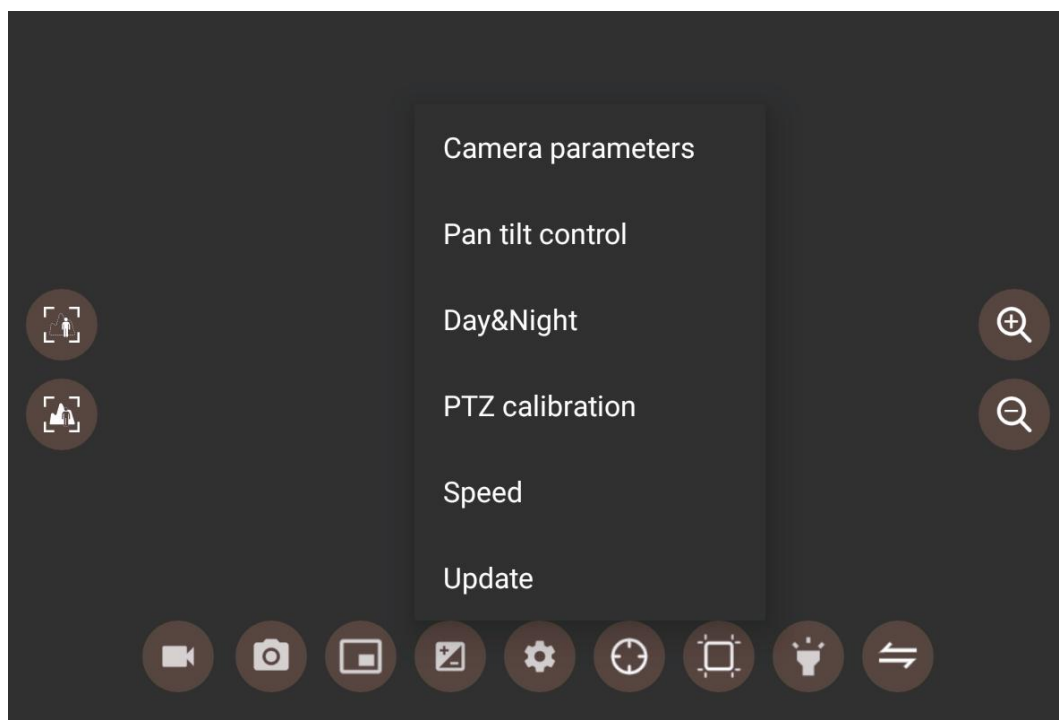 Camera parameters
Pan tilt control
Day&Night
PTZ calibration
Speed
Update